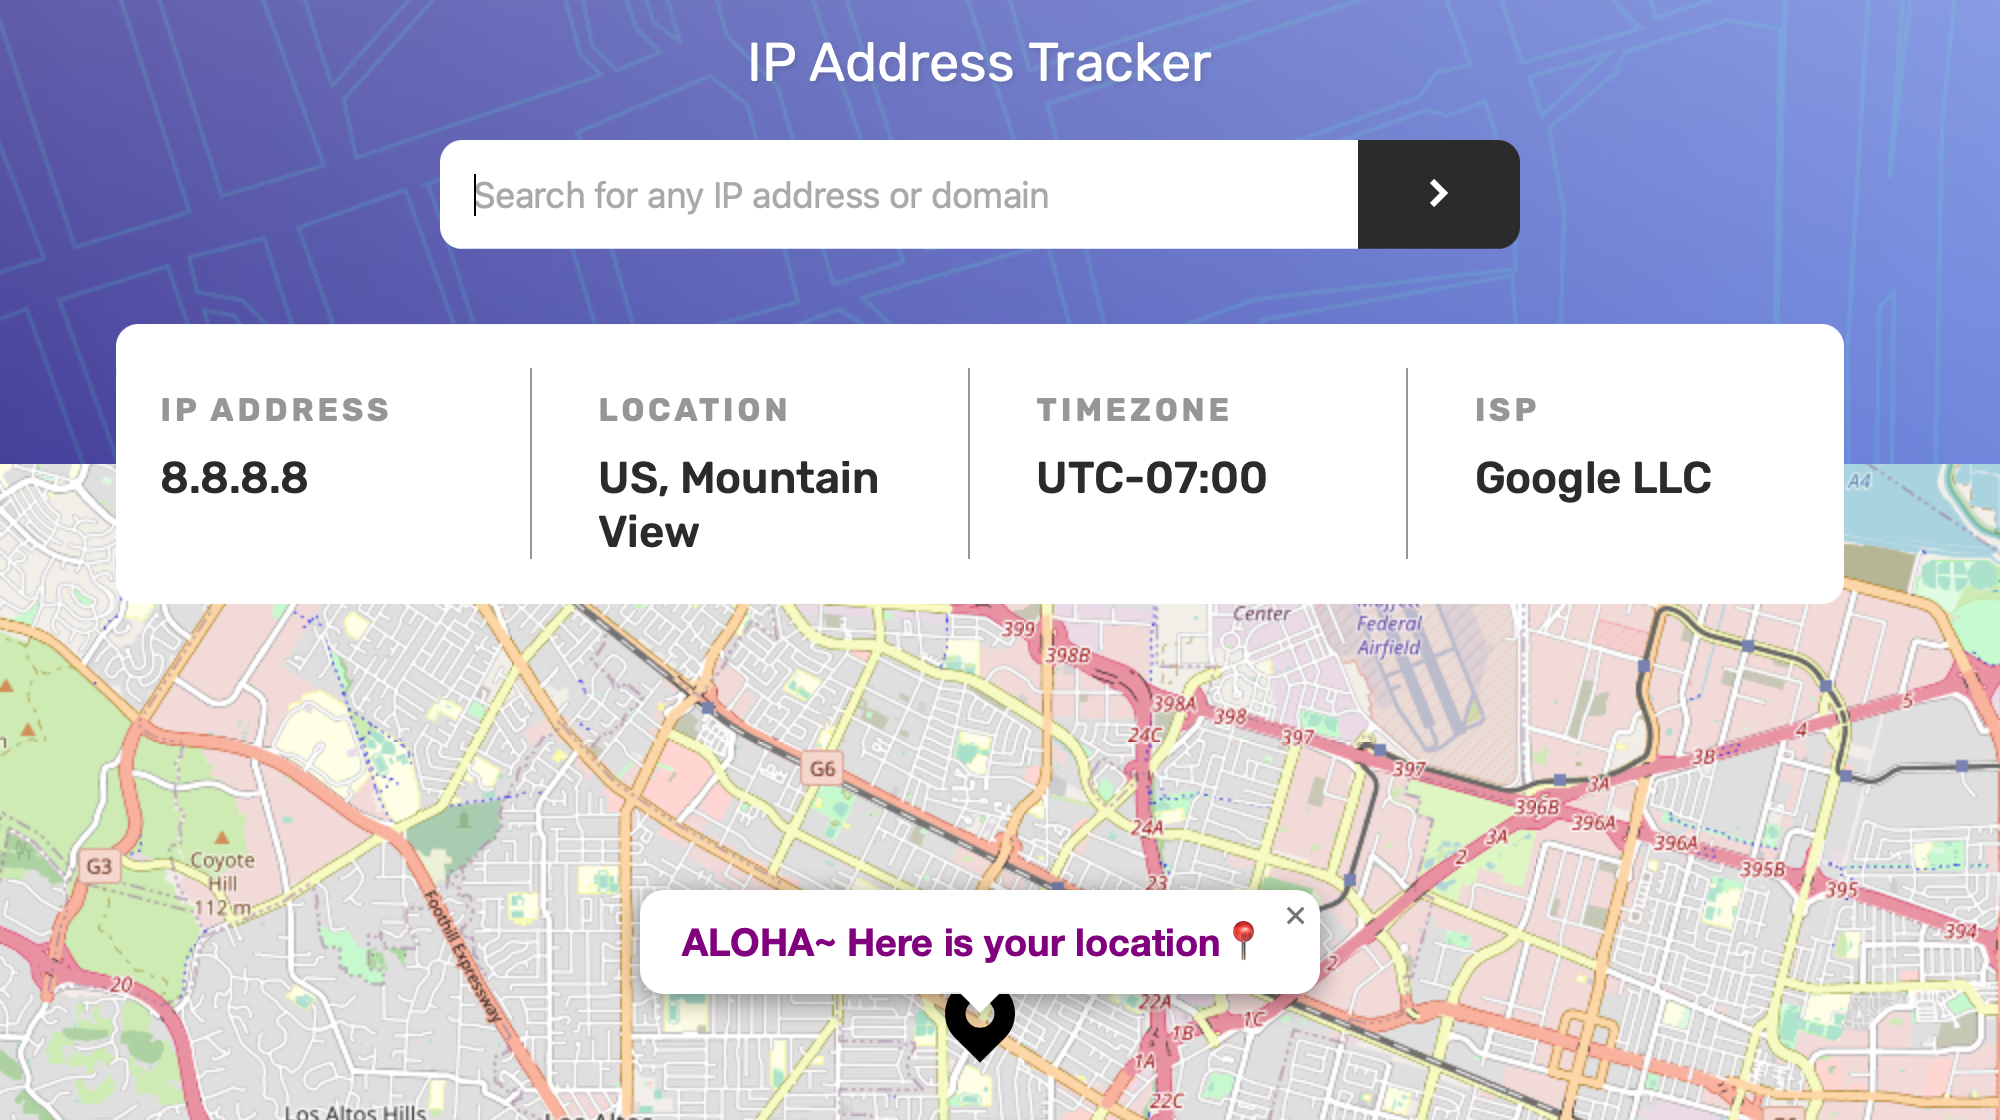 IP Address Tracker
Search for any IP address or domain
IP ADDRESS
8.8.8.8
LOCATION
US, Mountain
View
TIMEZONE
UTC-07:00
ISP
Google LLC
A4
Center
399
Federal
Airfield
398B
398A
398
24C
397
5
4
3B
G6
397
3A
396B
396A
24A
3A
396A
2
395B
G3
Coyote
Hill
112 m
23
395
Foothill Expressway
394
ALOHA~ Here is your location📍
×
2
20
22A
1C
1B
1A
22C
Los Altos Hills